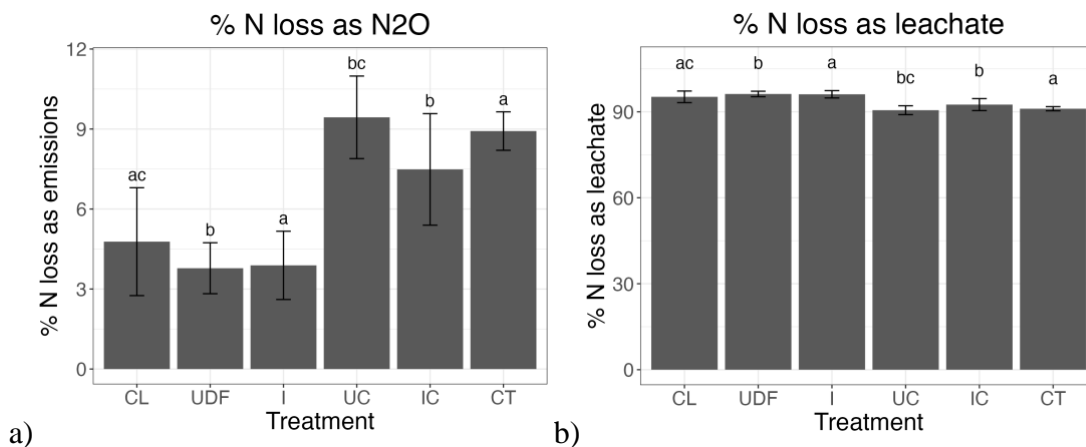 % N loss as N2O
% N loss as emissions
12
9
6
3
0
ac
b
a
bc
b
a
CL UDF I UC IC CT
Treatment
a)
% N loss as leachate
% N loss as leachate
90
60
30
0
ac
b
a
bc
b
a
CL UDF I UC IC CT
Treatment
b)